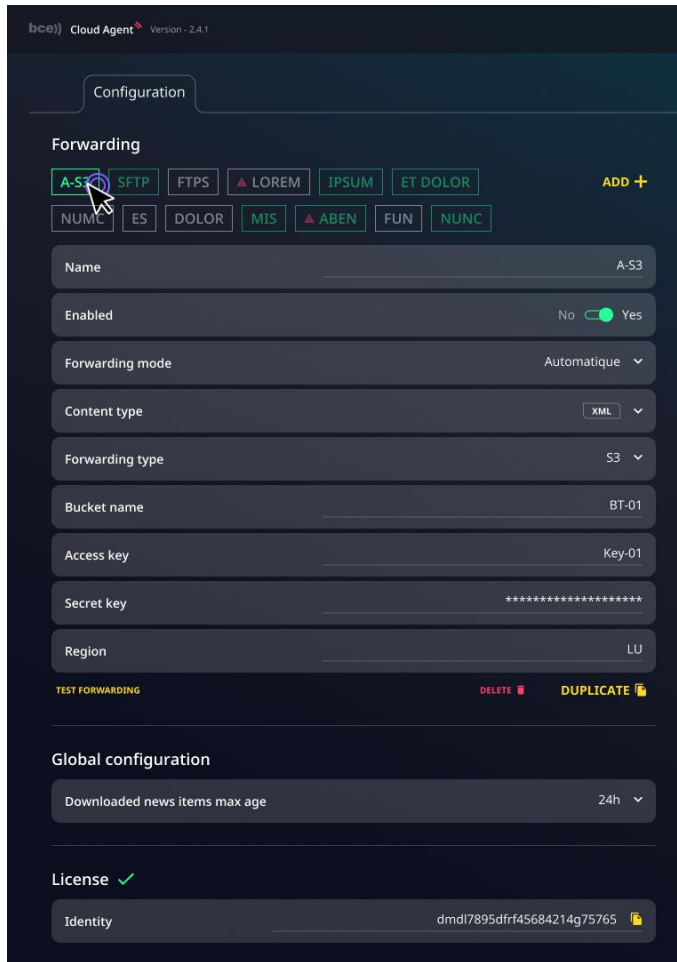 bce)) Cloud Agent Version - 2.4.1
Configuration
Forwarding
A-S3 SFTP FTPS LOREM IPSUM ET DOLOR ADD +
NUMC ES DOLOR MIS ABEN FUN NUNC
Name A-S3
Enabled No Yes
Forwarding mode Automatique
Content type XML
Forwarding type S3
Bucket name BT-01
Access key Key-01
Secret key ********************
Region LU
TEST FORWARDING DELETE DUPLICATE
Global configuration
Downloaded news items max age 24h
License
Identity dmdl7895dfrf45684214g75765